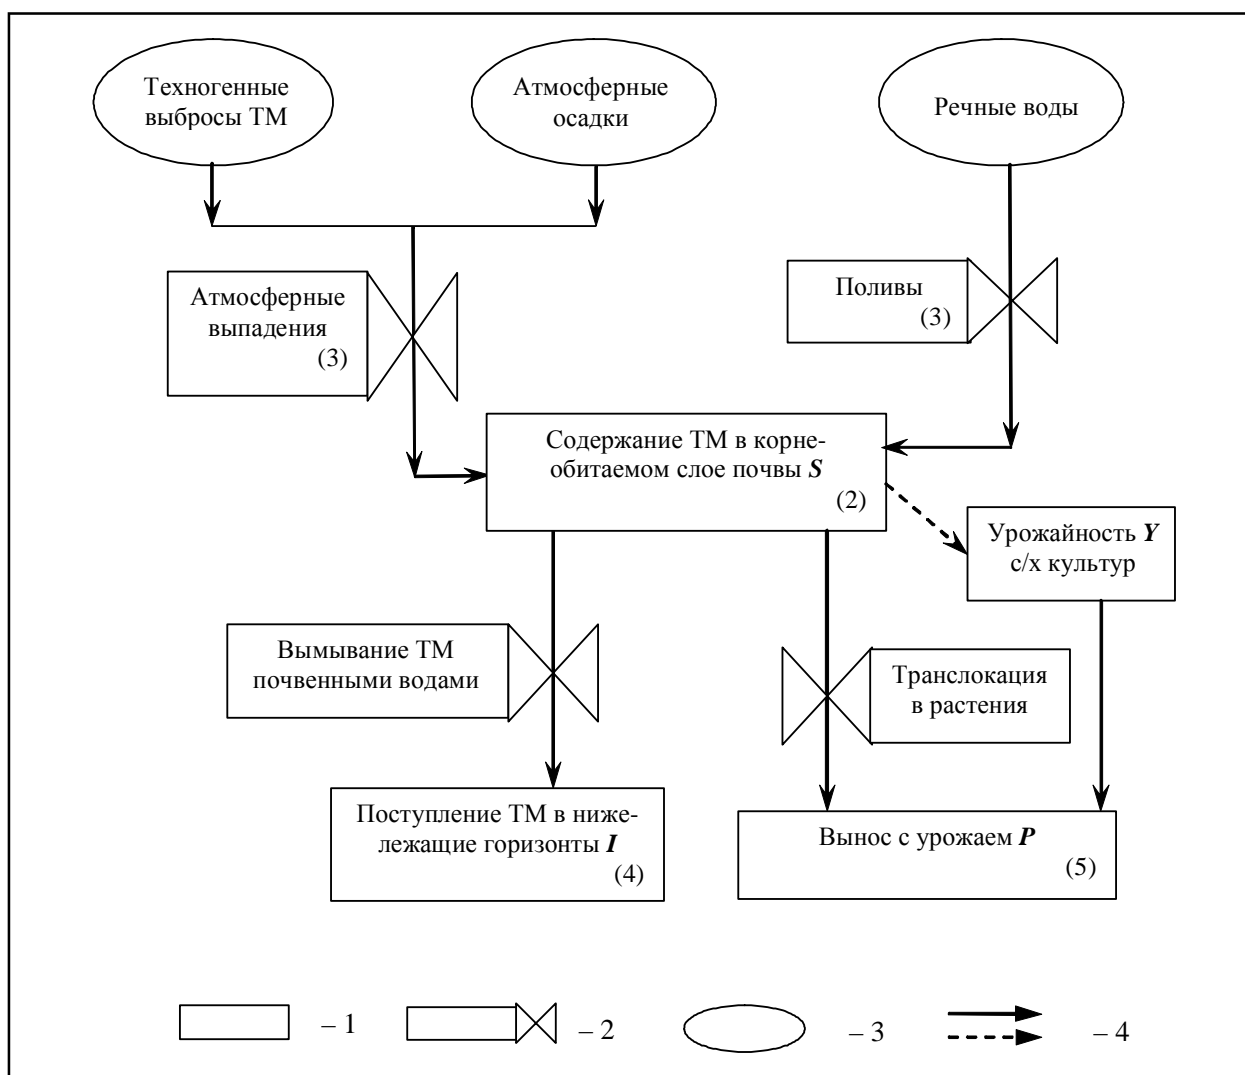 Техногенные
выбросы ТМ
Атмосферные
осадки
Речные воды
Атмосферные
выпадения
(3)
Поливы
(3)
Содержание ТМ в корне-
обитаемом слое почвы S
(2)
Урожайность Y
с/х культур
Вымывание ТМ
почвенными водами
Транслокация
в растения
Поступление ТМ в ниже-
лежащие горизонты I
(4)
Вынос с урожаем P
(5)
– 1
– 2
– 3
– 4